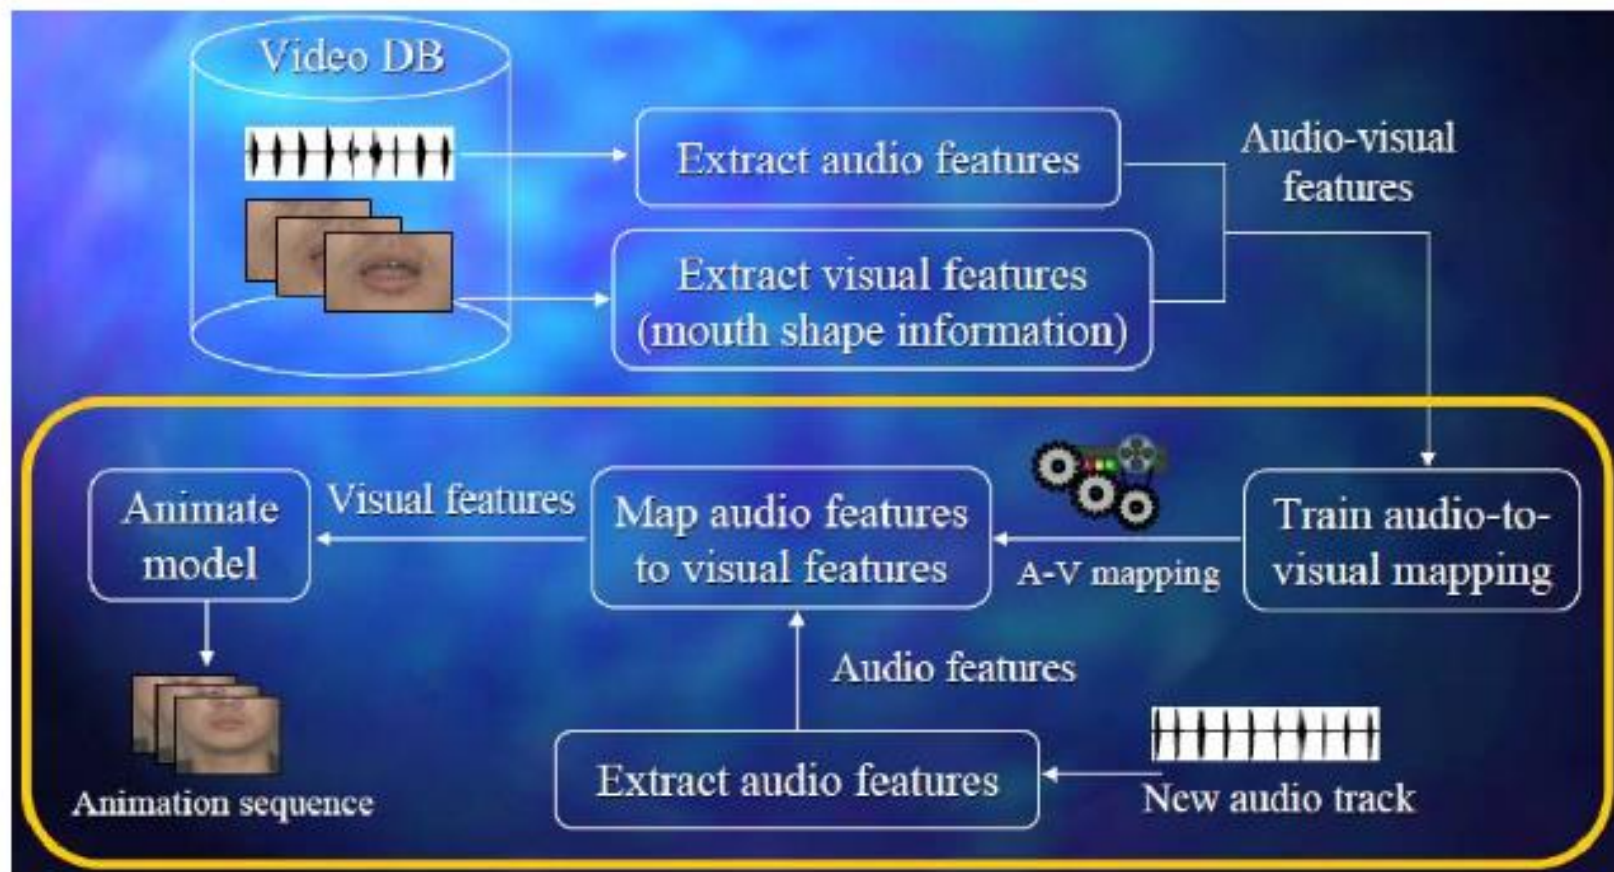 Video DB
Extract audio features
Audio-visual
features
Extract visual features
(mouth shape information)
Animate
model
Visual features
Map audio features
to visual features
A-V mapping
Train audio-to-
visual mapping
Audio features
Animation sequence
Extract audio features
New audio track